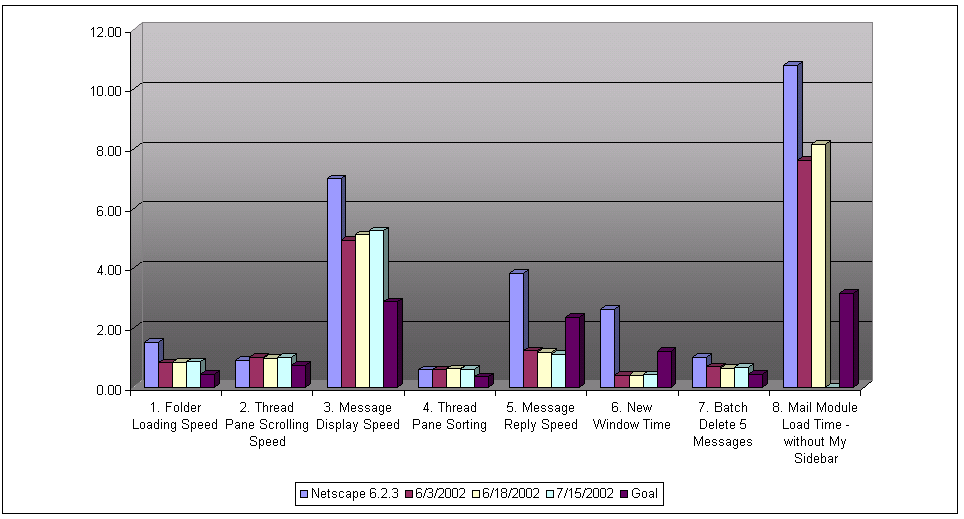 12.00
10.00
8.00
6.00
4.00
2.00
0.00
1. Folder
Loading Speed
2. Thread
Pane Scrolling
Speed
3. Message
Display Speed
4. Thread
Pane Sorting
5. Message
Reply Speed
6. New
Window Time
7. Batch
Delete 5
Messages
8. Mail Module
Load Time -
without My
Sidebar
Netscape 6.2.3 6/3/2002 6/18/2002 7/15/2002 Goal